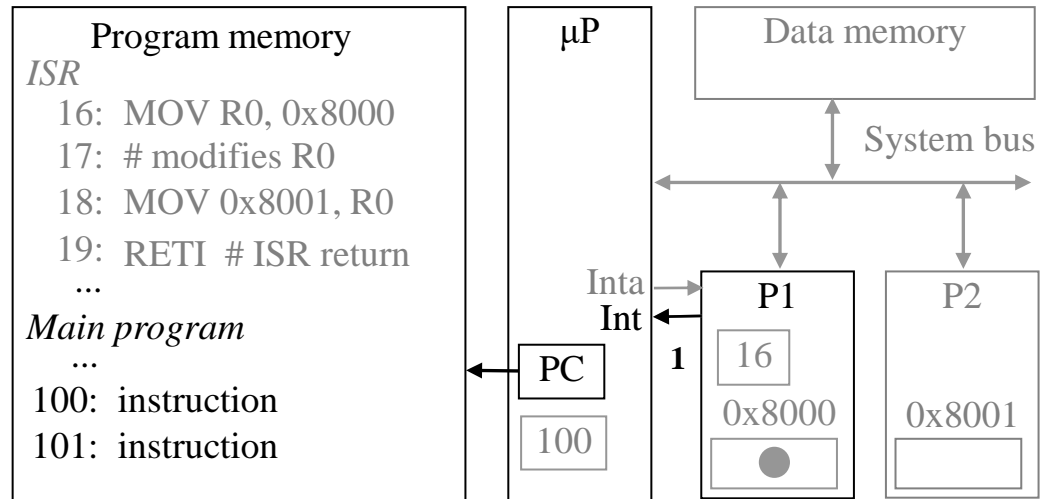 Program memory
ISR
16: MOV R0, 0x8000
17: # modifies R0
18: MOV 0x8001, R0
19: RETI # ISR return
...
Main program
...
100: instruction
101: instruction
μP
Inta
Int
PC
100
Data memory
System bus
1
P1
16
0x8000
P2
0x8001